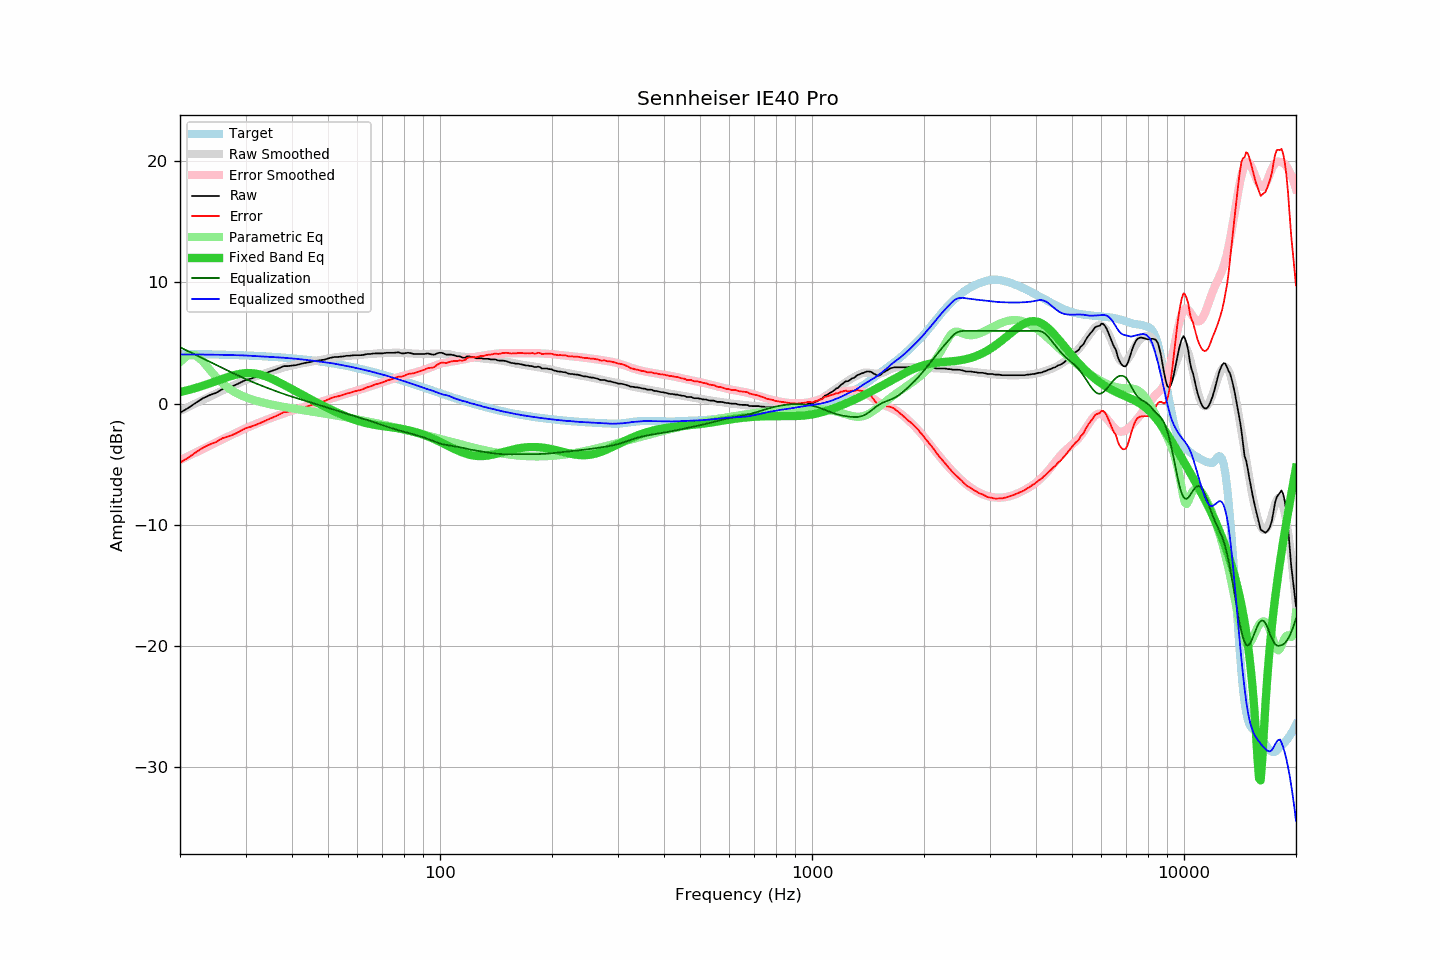 Sennheiser IE40 Pro
Target
Raw Smoothed
Error Smoothed
Raw
Error
Parametric Eq
Fixed Band Eq
Equalization
Equalized smoothed
20
10
0
−10
−20
−30
Amplitude (dBr)
100
1000
10000
Frequency (Hz)